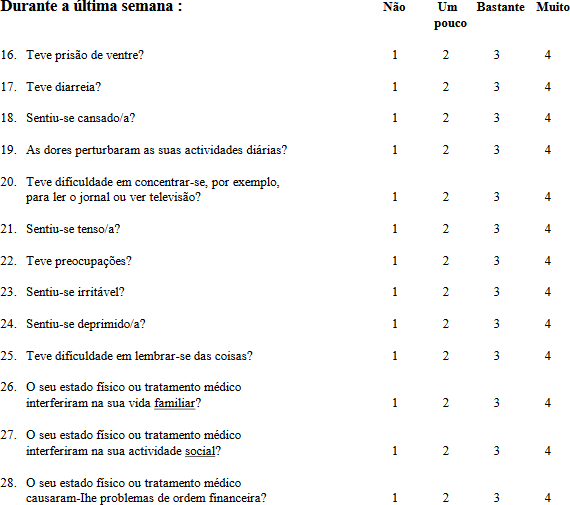 Durante a última semana : Não Um Bastante Muito
pouco
16. Teve prisão de ventre? 1 2 3 4
17. Teve diarreia? 1 2 3 4
18. Sentiu-se cansado/a? 1 2 3 4
19. As dores perturbaram as suas actividades diárias? 1 2 3 4
20. Teve dificuldade em concentrar-se, por exemplo,
para ler o jornal ou ver televisão? 1 2 3 4
21. Sentiu-se tenso/a? 1 2 3 4
22. Teve preocupações? 1 2 3 4
23. Sentiu-se irritável? 1 2 3 4
24. Sentiu-se deprimido/a? 1 2 3 4
25. Teve dificuldade em lembrar-se das coisas? 1 2 3 4
26. O seu estado físico ou tratamento médico
interferiram na sua vida familiar? 1 2 3 4
27. O seu estado físico ou tratamento médico
interferiram na sua actividade social? 1 2 3 4
28. O seu estado físico ou tratamento médico
causaram-Ihe problemas de ordem financeira? 1 2 3 4